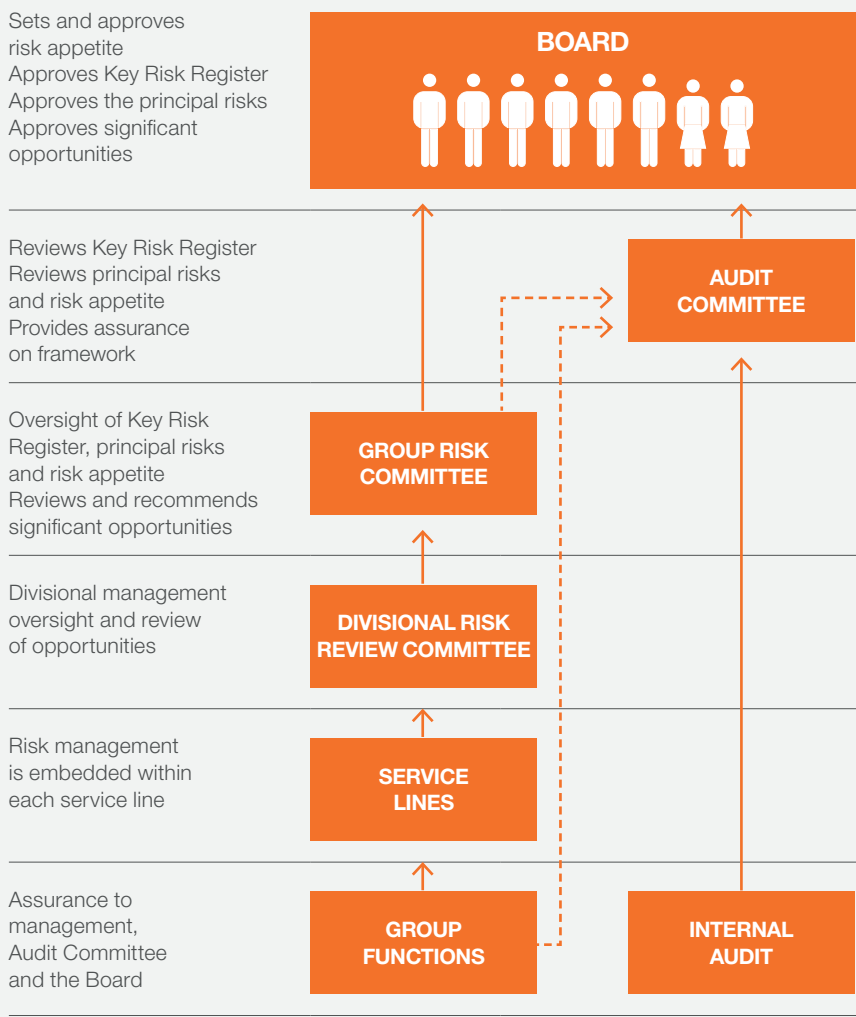 Sets and approves
risk appetite
Approves Key Risk Register
Approves the principal risks
Approves significant
opportunities
BOARD
Reviews Key Risk Register
Reviews principal risks
and risk appetite
Provides assurance
on framework
AUDIT
COMMITTEE
Oversight of Key Risk
Register, principal risks
and risk appetite
Reviews and recommends
significant opportunities
GROUP RISK
COMMITTEE
Divisional management
oversight and review
of opportunities
DIVISIONAL RISK
REVIEW COMMITTEE
Risk management
is embedded within
each service line
SERVICE
LINES
Assurance to
management,
Audit Committee
and the Board
GROUP
FUNCTIONS
INTERNAL
AUDIT